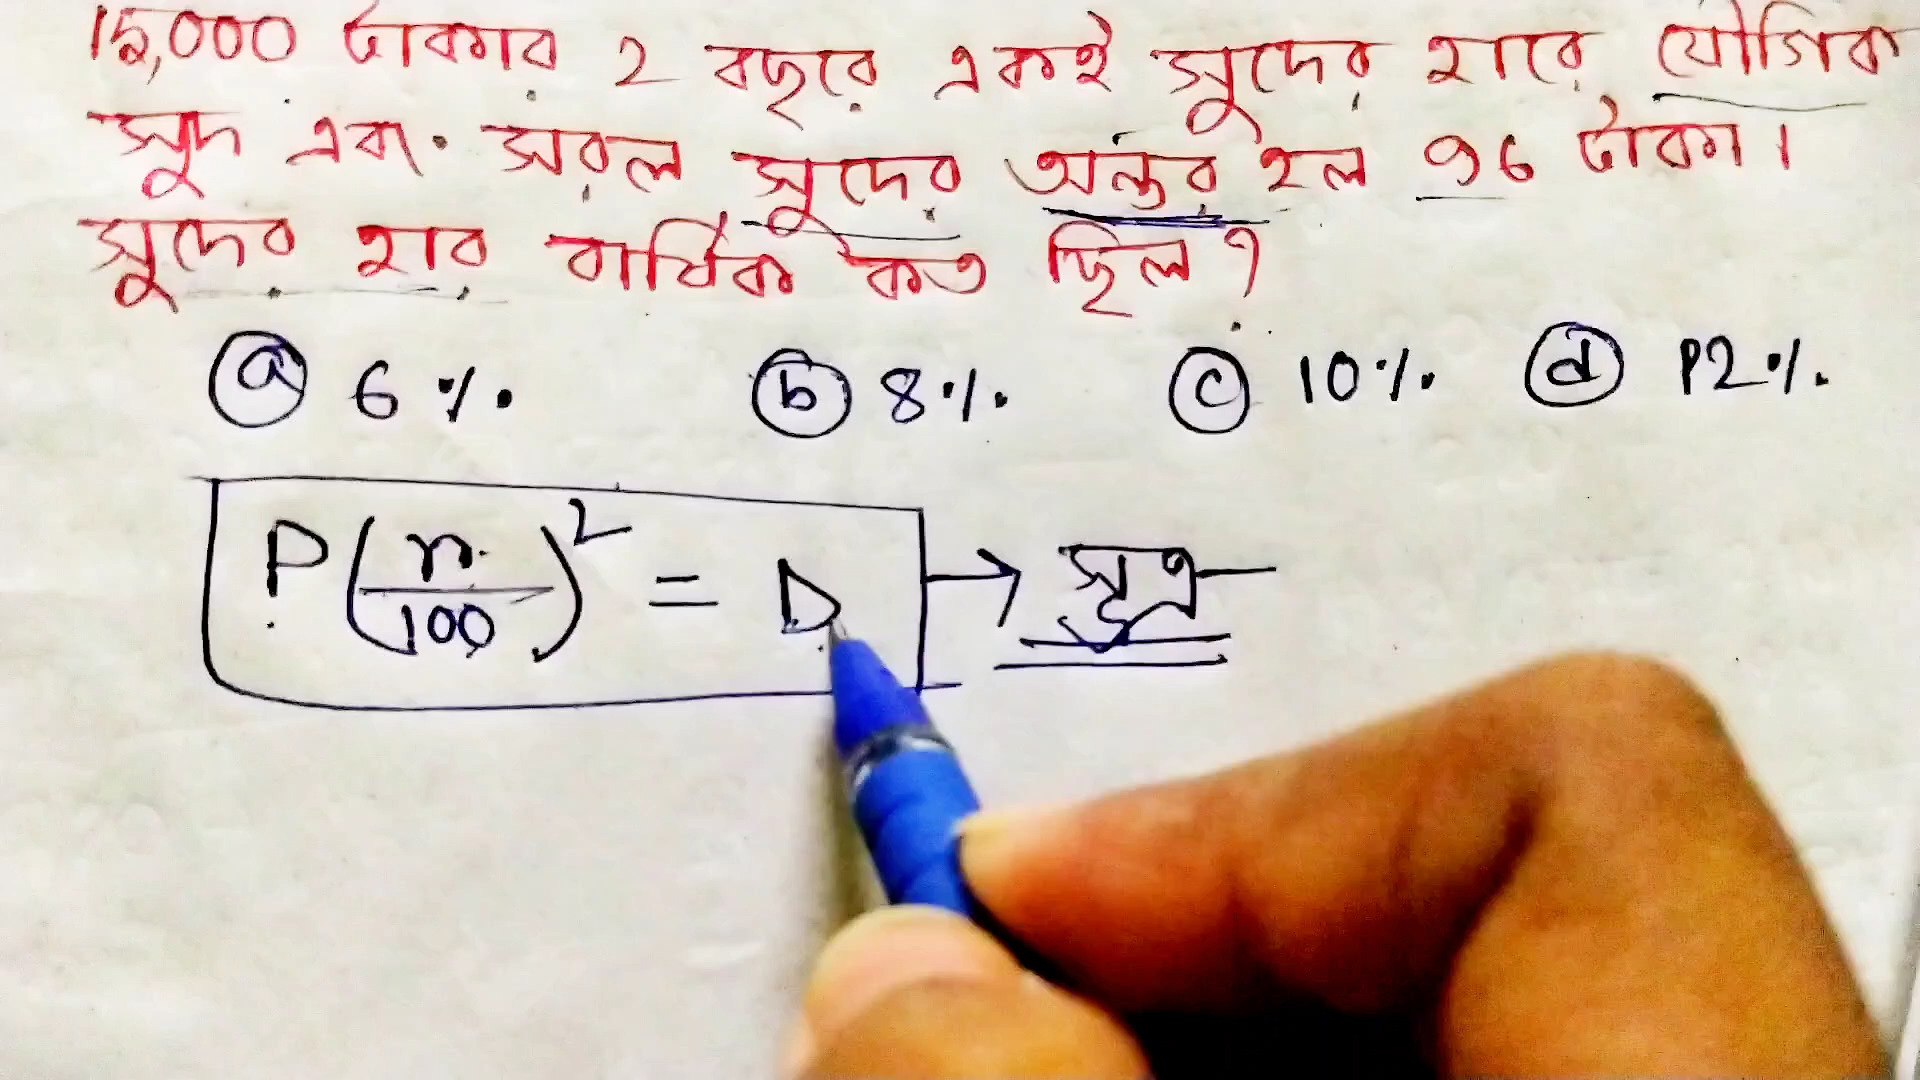 15,000 টাকার 2 বছরে একই সুদের হারে যৌগিক
সুদ এবং সরল সুদের অন্তর হল 96 টাকা।
সুদের হার বার্ষিক কত ছিল?
ⓐ 6% ⓑ 8% ⓒ 10% ⓓ 12%
P(r/100)² = D → সূত্র